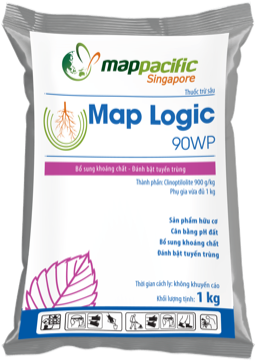 mappacific
Singapore
Thuốc trừ sâu
Map Logic
90WP
Bổ sung khoáng chất - Đánh bật tuyến trùng
Thành phần: Clinoptilolite 900 g/kg
Phụ gia vừa đủ 1 kg
Sản phẩm hữu cơ
Cân bằng pH đất
Bổ sung khoáng chất
Đánh bật tuyến trùng
Thời gian cách ly: không khuyến cáo
Khối lượng tịnh: 1 kg